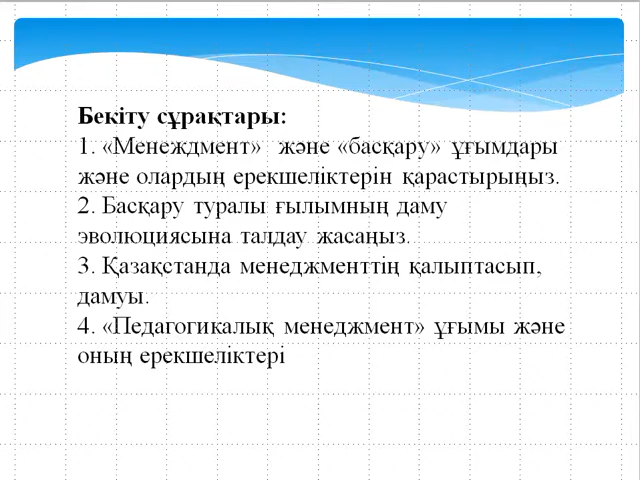 Бекіту сұрақтары:
1. «Менеждмент» және «басқару» ұғымдары
және олардың ерекшеліктерін қарастырыңыз.
2. Басқару туралы ғылымның даму
эволюциясына талдау жасаңыз.
3. Қазақстанда менеджменттің қалыптасып,
дамуы.
4. «Педагогикалық менеджмент» ұғымы және
оның ерекшеліктері